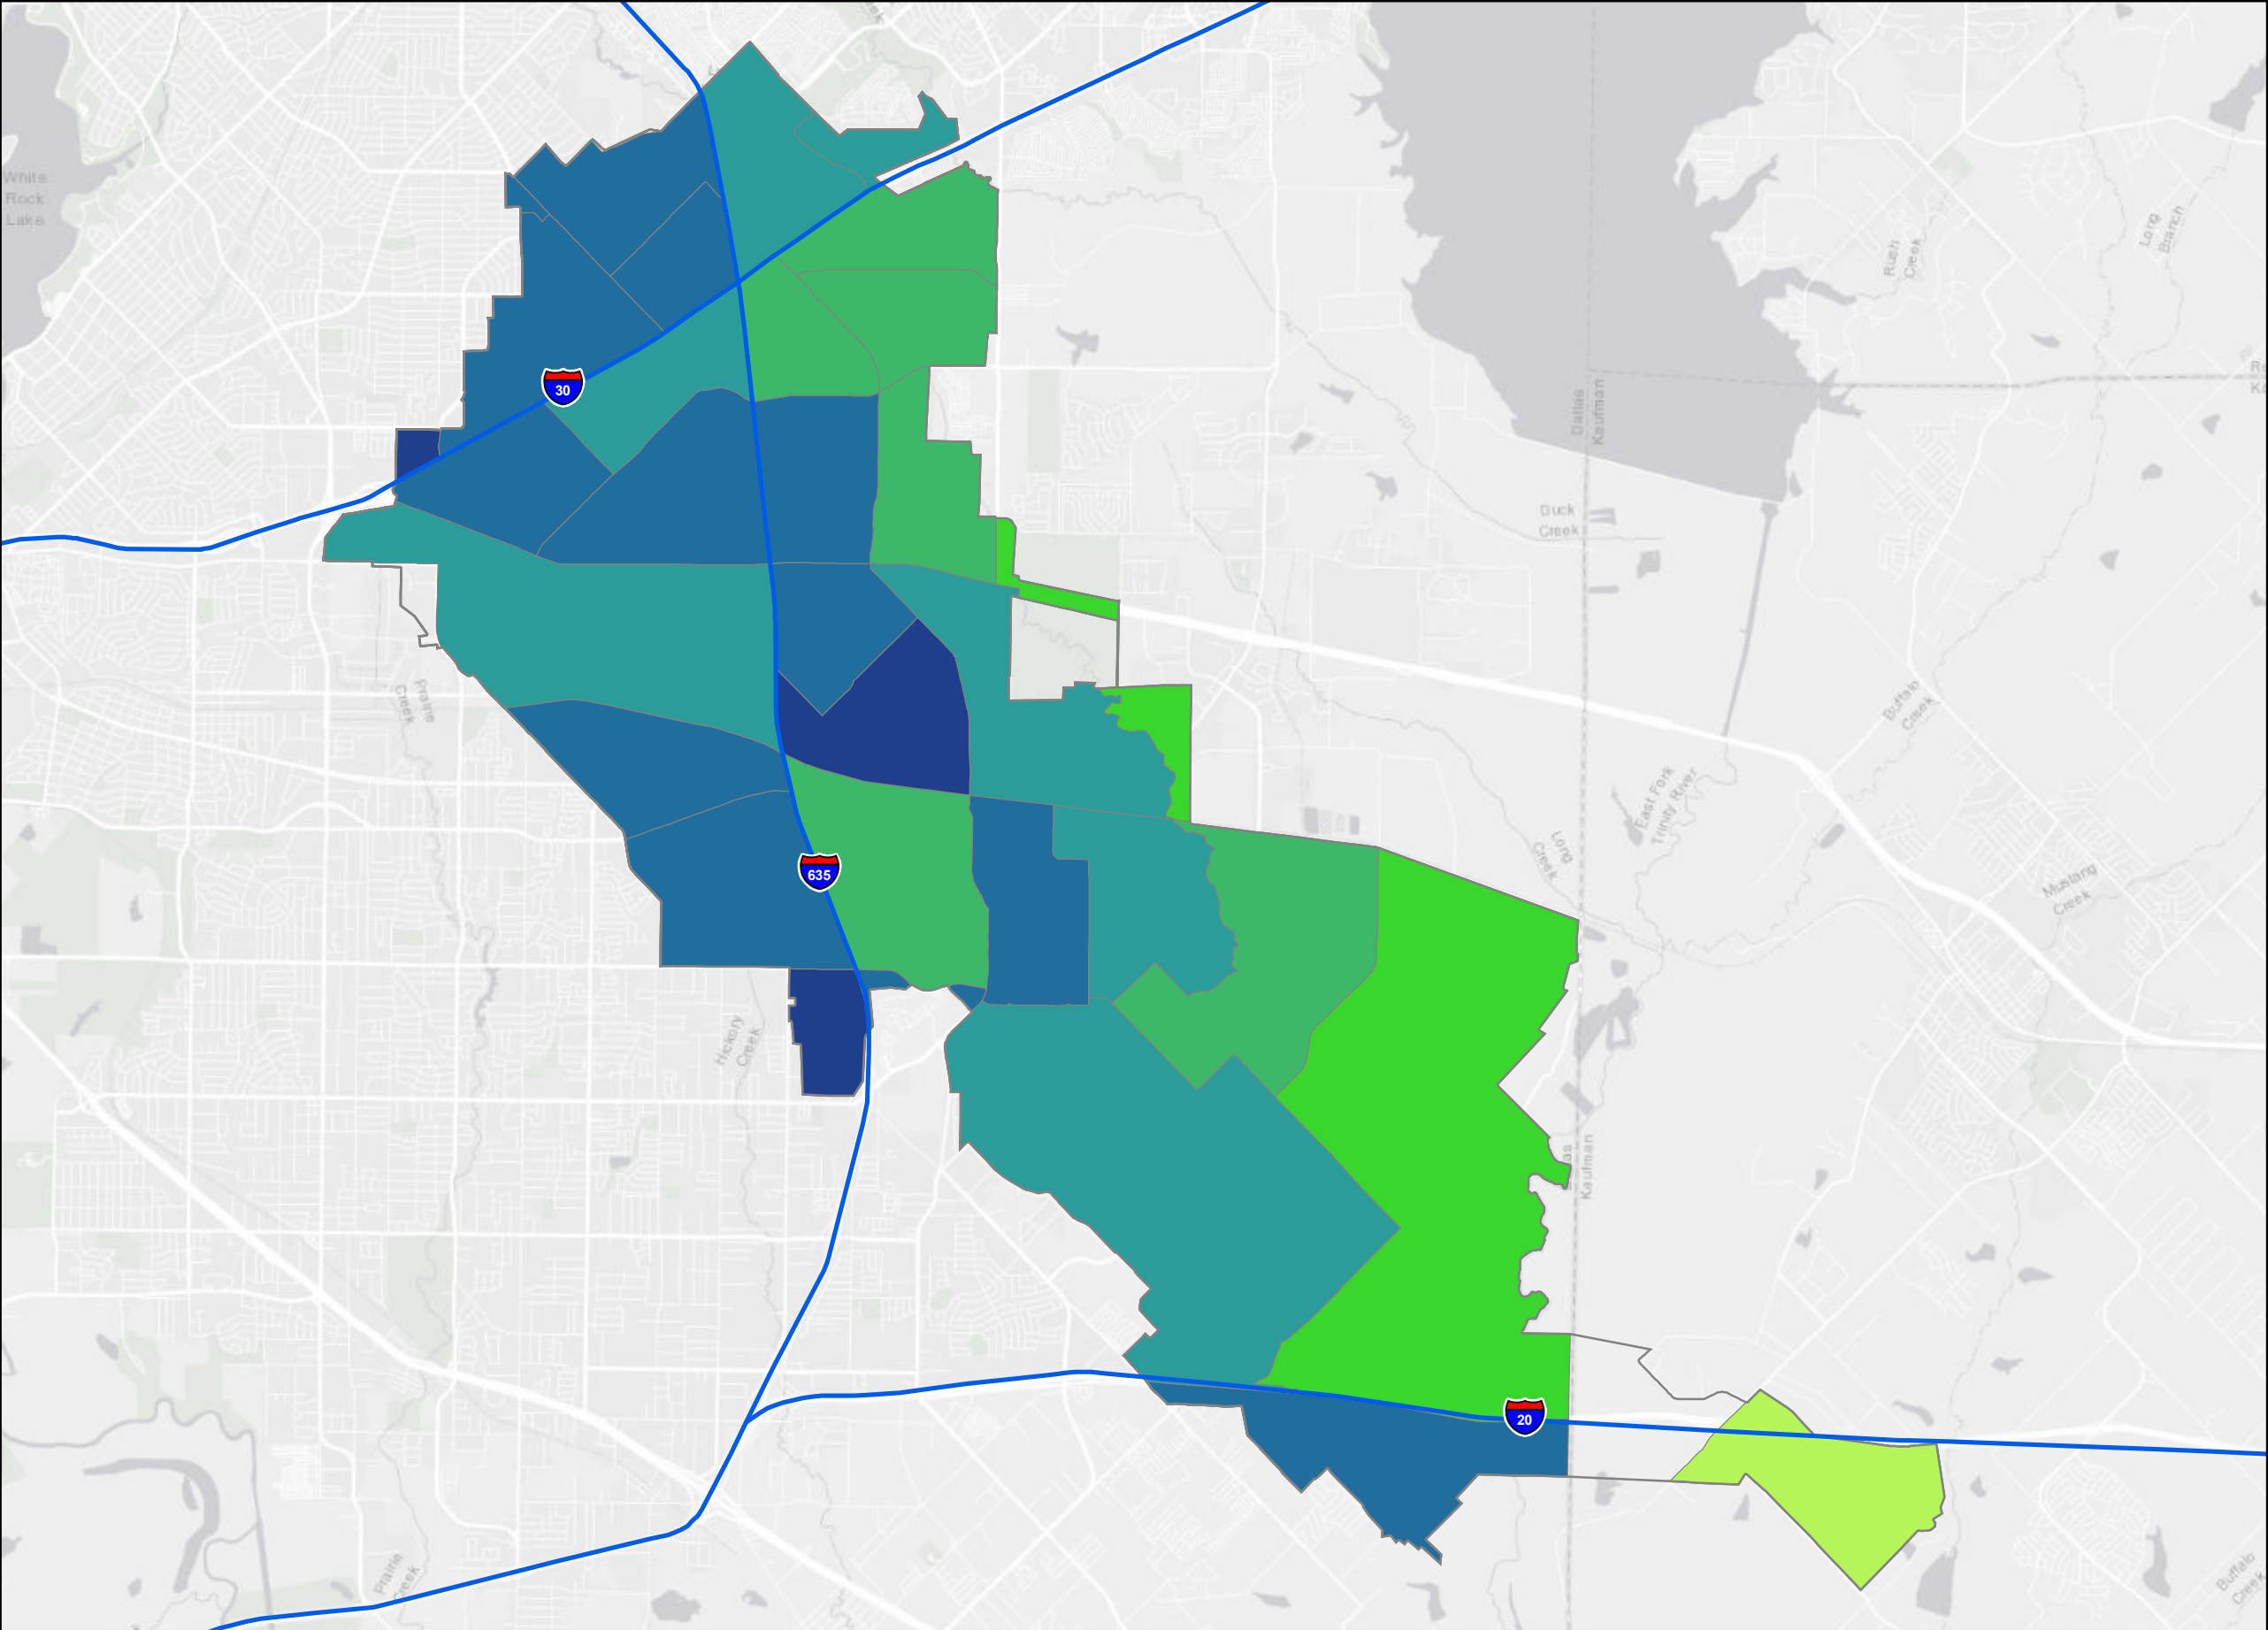 White
Rock
Lake
Rush
Creek
Long
Branch
30
Dallas
Kaufman
Duck
Creek
Prairie
Creek
Buffalo
Creek
East Fork
Trinity River
635
Long
Creek
Mustang
Creek
Hickory
Creek
Kaufman
20
Prairie
Creek
Buffalo
Creek